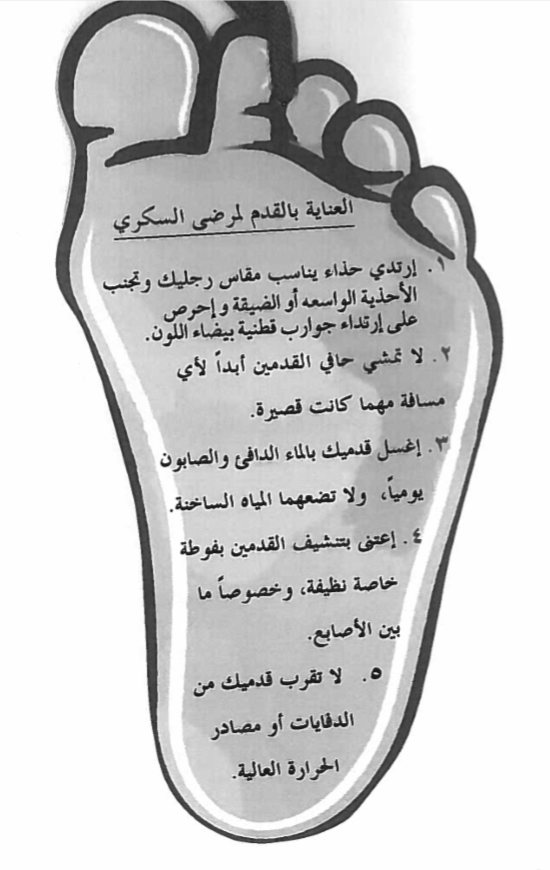 العناية بالقدم لمرضى السكري
١. إرتدي حذاء يناسب مقاس رجليك وتجنب
الأحذية الواسعه أو الضيقة وإحرص
على إرتداء جوارب قطنية بيضاء اللون.
٢. لا تمشي حافي القدمين أبداً لأي
مسافة مهما كانت قصيرة.
٣. إغسل قدميك بالماء الدافئ والصابون
يومياً، ولا تضعهما المياه الساخنة.
٤. إعتنى بتنشيف القدمين بفوطة
خاصة نظيفة، وخصوصاً ما
بين الأصابع.
٥. لا تقرب قدميك من
الدفايات أو مصادر
الحرارة العالية.